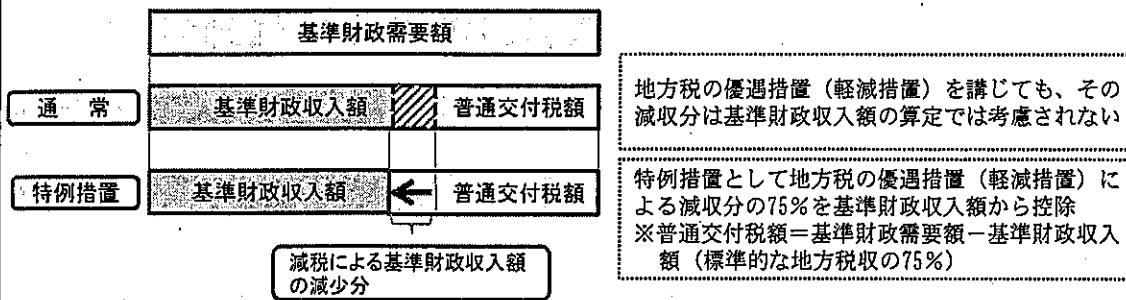 基準財政需要額
通常
基準財政収入額
普通交付税額
地方税の優遇措置（軽減措置）を講じても、その
減収分は基準財政収入額の算定では考慮されない
特例措置
基準財政収入額
普通交付税額
特例措置として地方税の優遇措置（軽減措置）に
よる減収分の75％を基準財政収入額から控除
※普通交付税額＝基準財政需要額－基準財政収入
額（標準的な地方税収の75％）
減税による基準財政収入額
の減少分